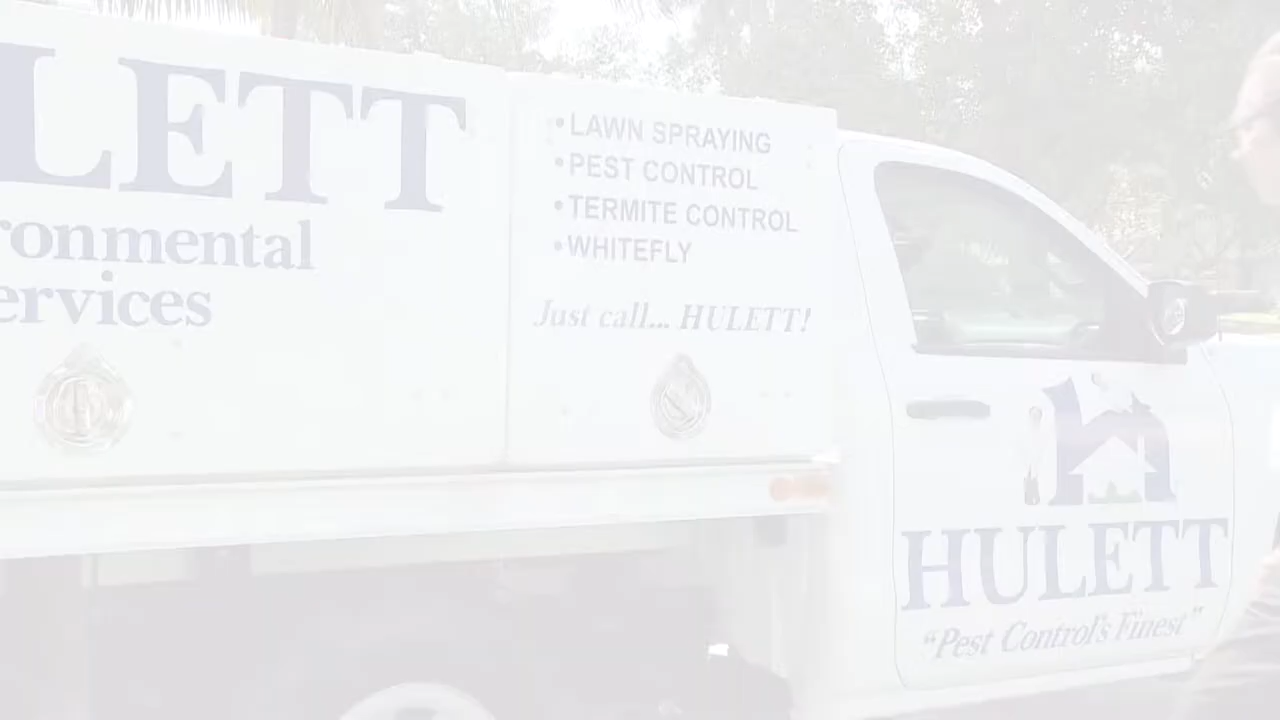 LETT
ronmental
ervices
• LAWN SPRAYING
• PEST CONTROL
• TERMITE CONTROL
• WHITEFLY
Just call... HULETT!
HULETT
"Pest Control's Finest"